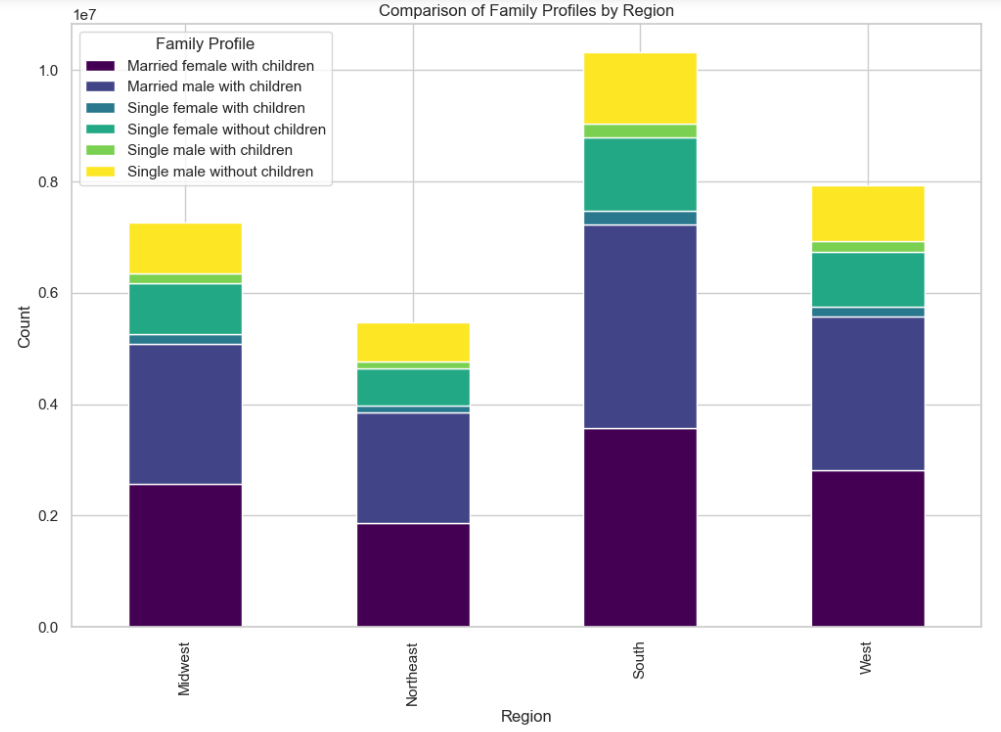 Comparison of Family Profiles by Region
1e7
Family Profile
Married female with children
Married male with children
Single female with children
Single female without children
Single male with children
Single male without children
1.0
0.8
0.6
0.4
0.2
0.0
Count
Midwest
Northeast
South
West
Region